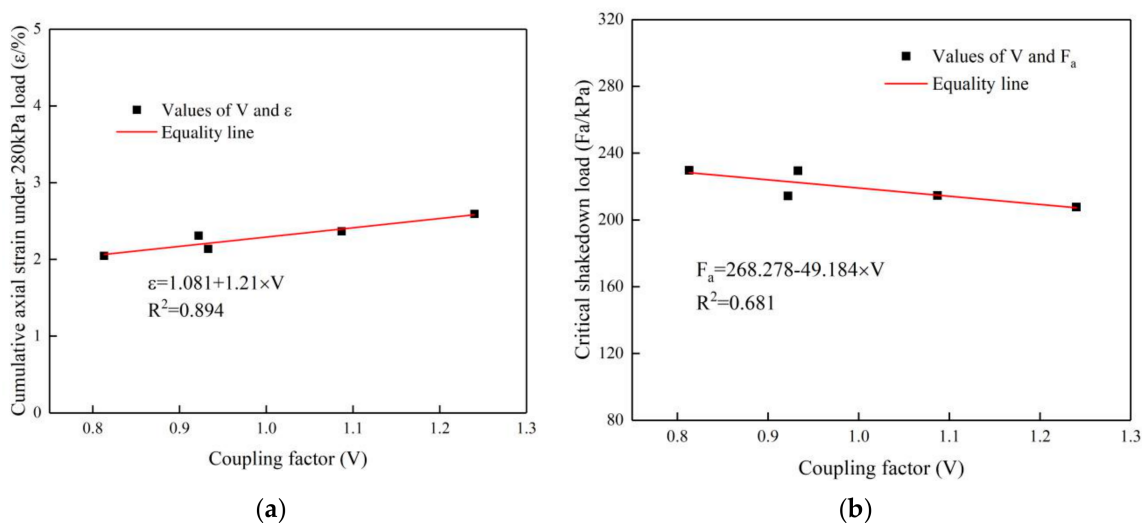 Cumulative axial strain under 280kPa load (ε/%)
5
4
3
2
1
0
Values of V and ε
Equality line
ε=1.081+1.21×V
R²=0.894
0.8 0.9 1.0 1.1 1.2 1.3
Coupling factor (V)
(a)
Critical shakedown load (Fa/kPa)
320
280
240
200
160
120
80
Values of V and Fₐ
Equality line
Fₐ=268.278-49.184×V
R²=0.681
0.8 0.9 1.0 1.1 1.2 1.3
Coupling factor (V)
(b)